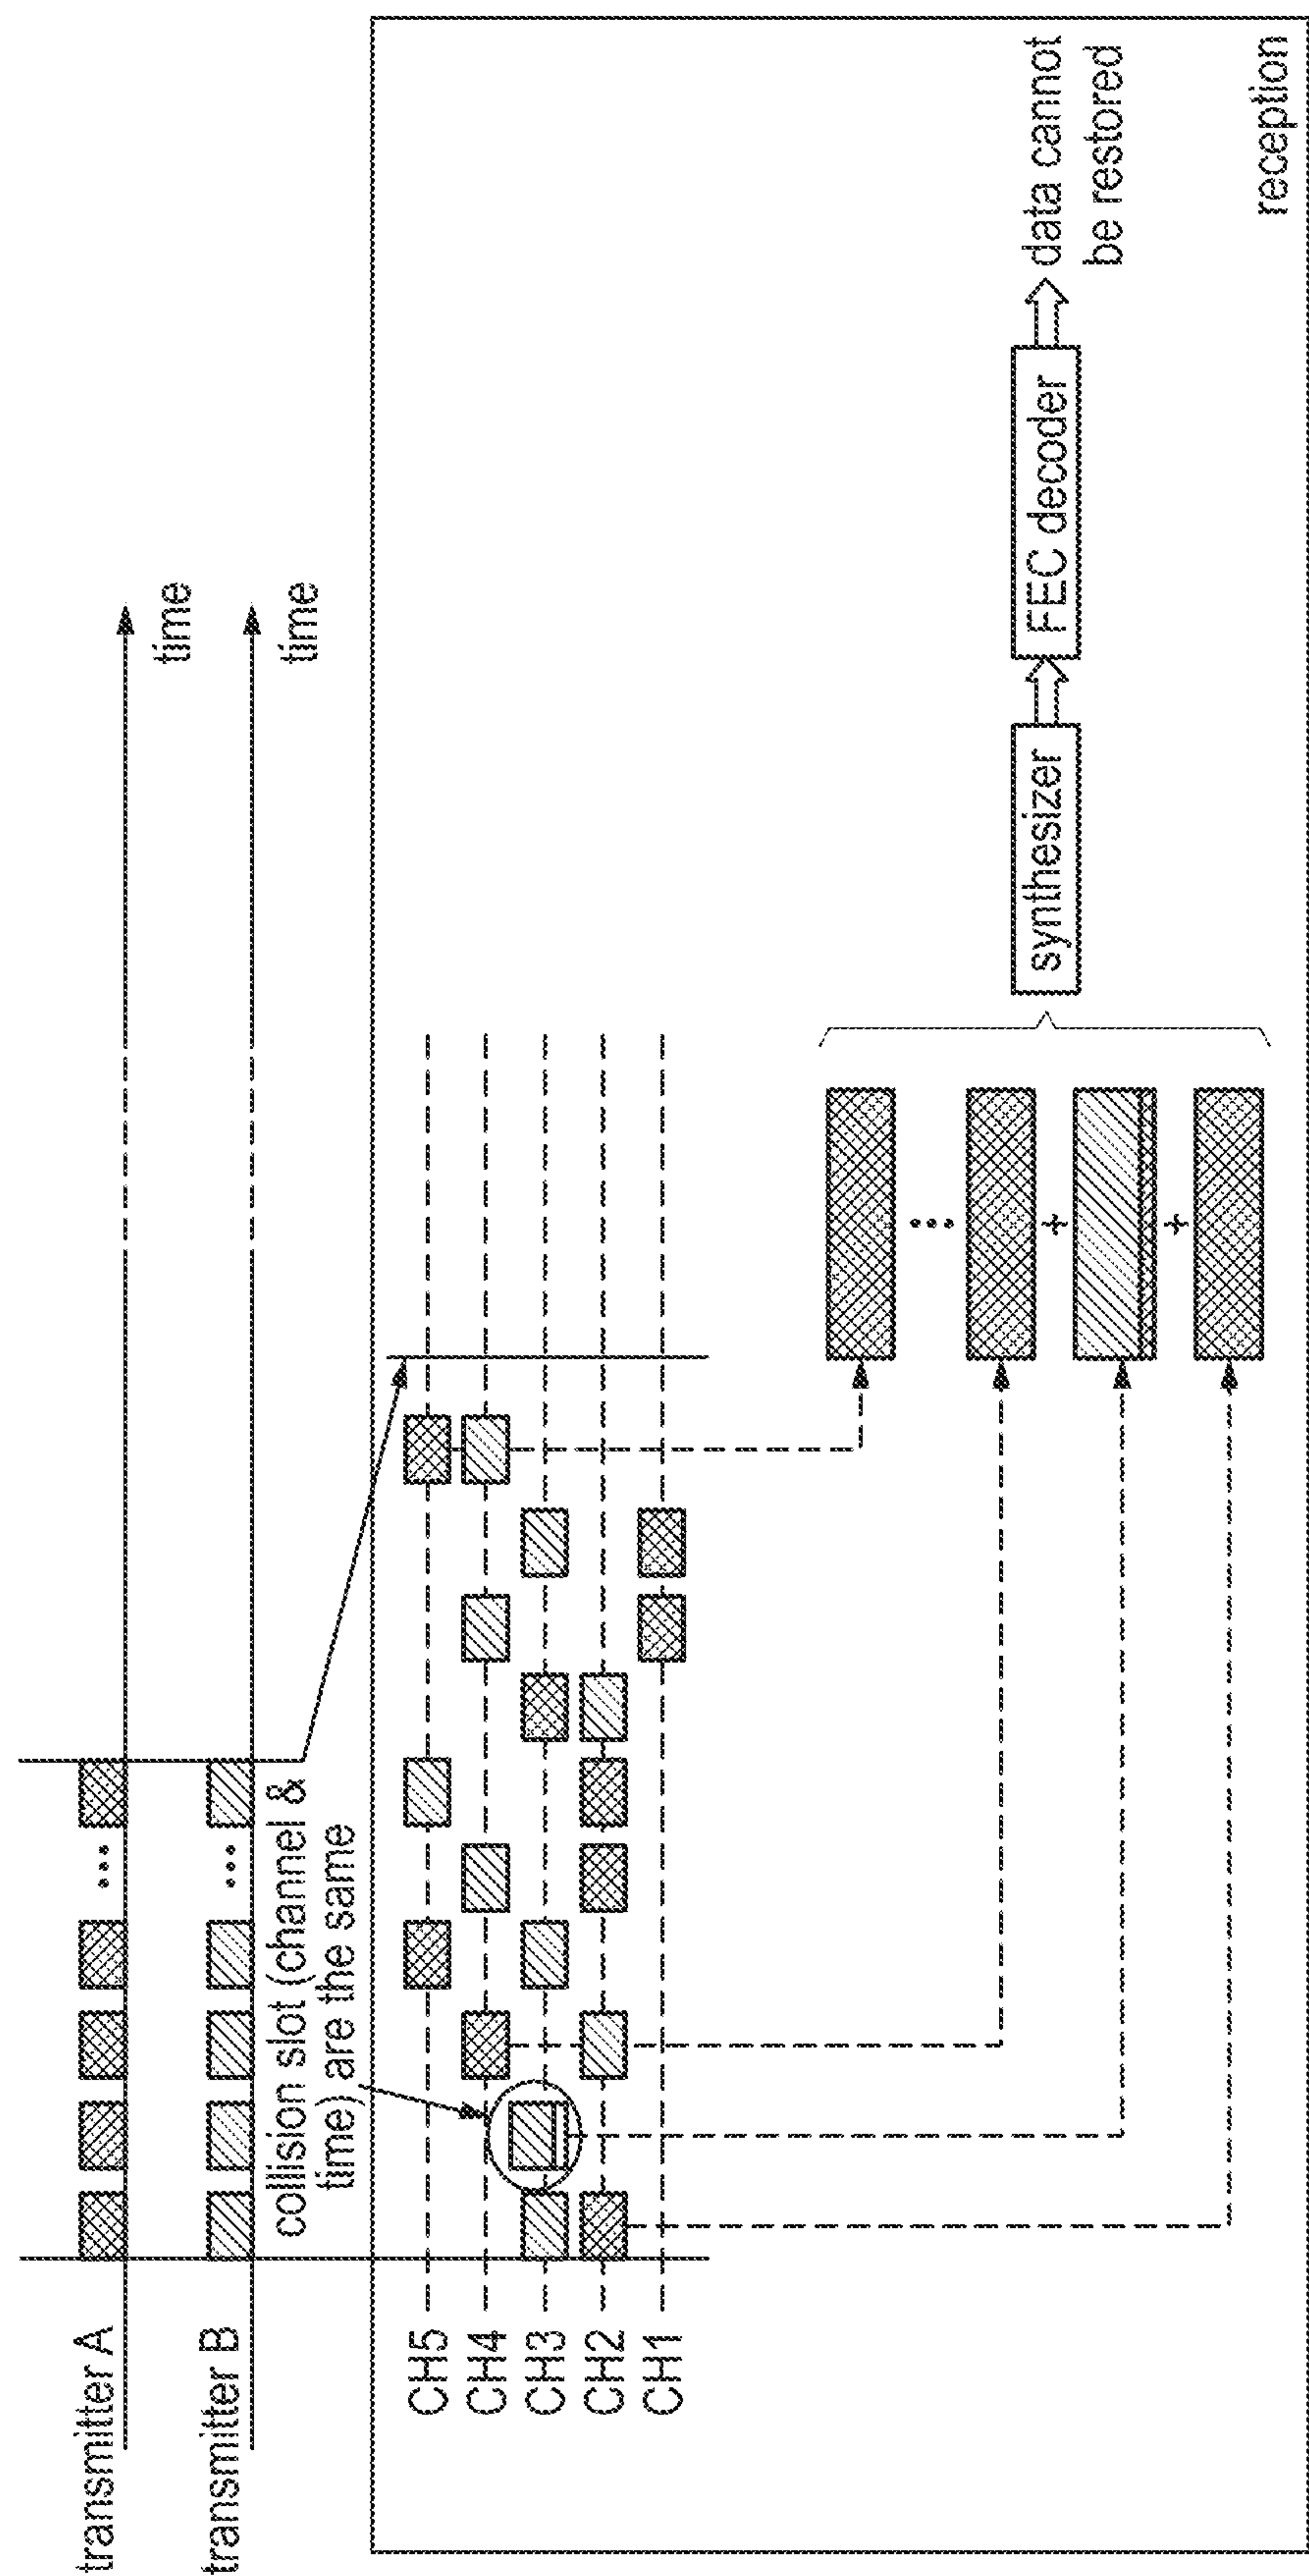 transmitter A
time
transmitter B
time
collision slot (channel &
time) are the same
CH5
CH4
CH3
CH2
CH1
...
+
+
synthesizer
FEC decoder
data cannot
be restored
reception